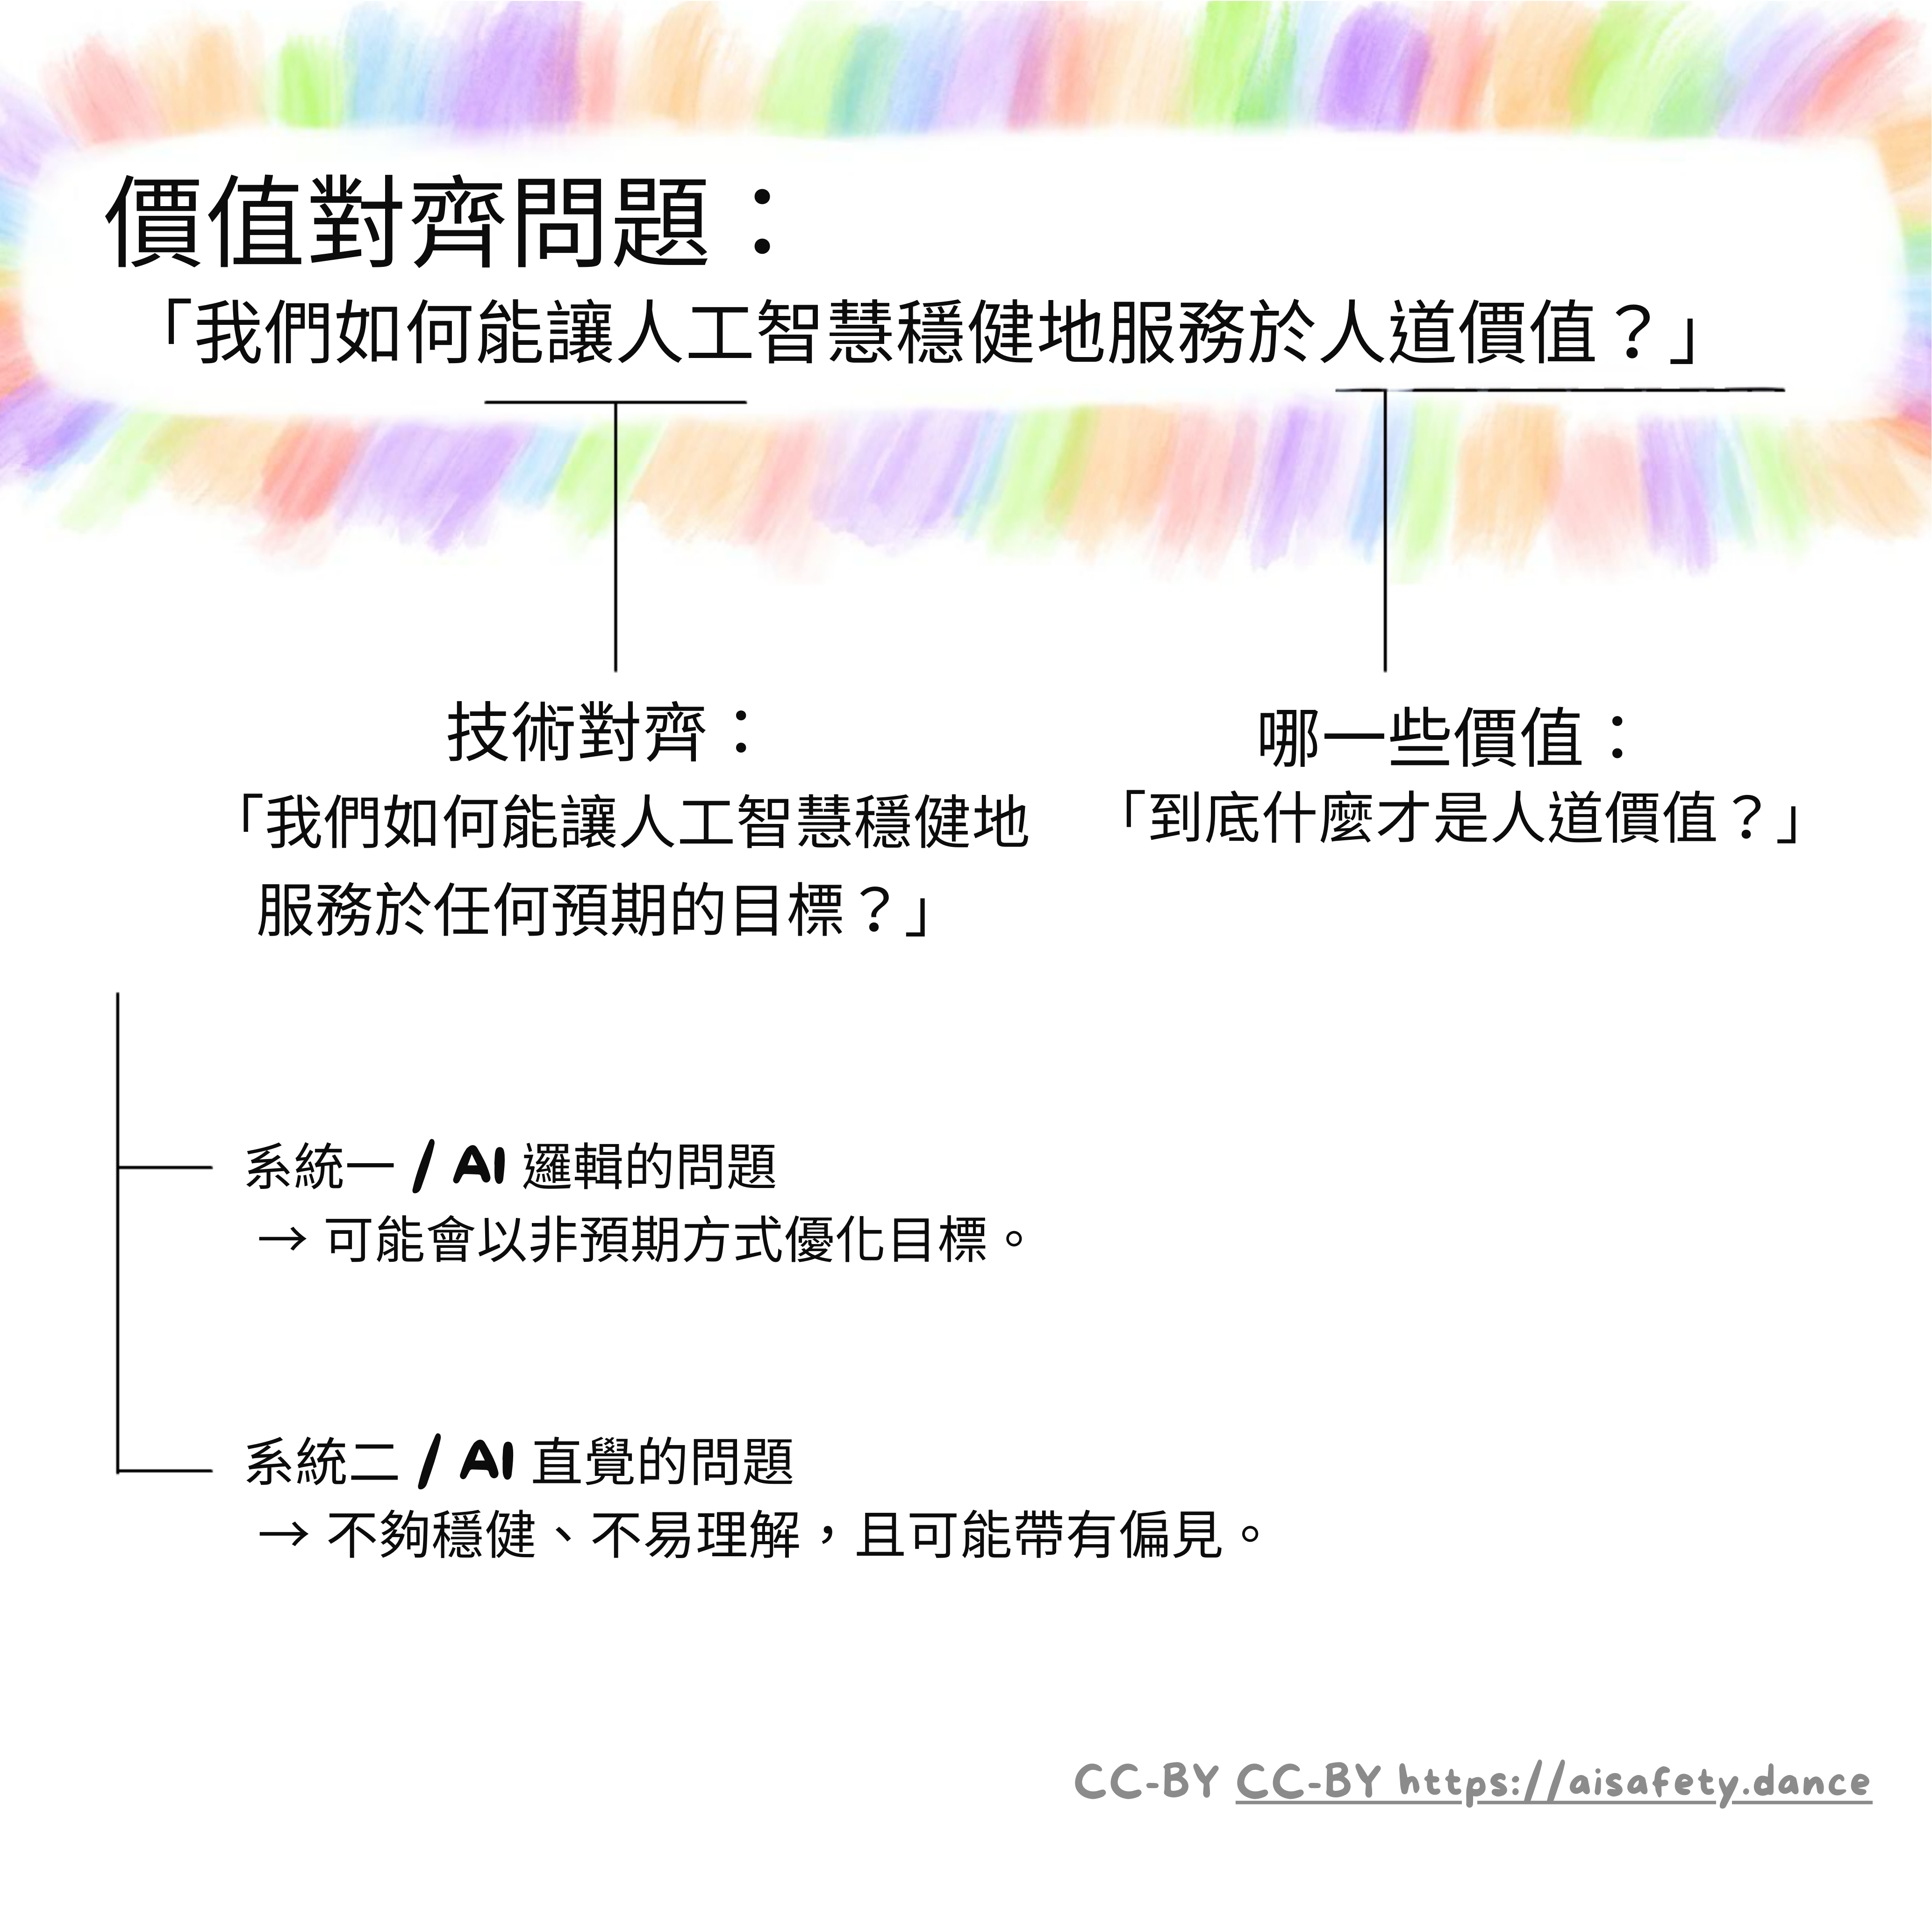 價值對齊問題：
「我們如何能讓人工智慧穩健地服務於人道價值？」
技術對齊：
「我們如何能讓人工智慧穩健地
服務於任何預期的目標？」
哪一些價值：
「到底什麼才是人道價值？」
系統一 / AI 邏輯的問題
→ 可能會以非預期方式優化目標。
系統二 / AI 直覺的問題
→ 不夠穩健、不易理解，且可能帶有偏見。
CC-BY CC-BY https://aisafety.dance